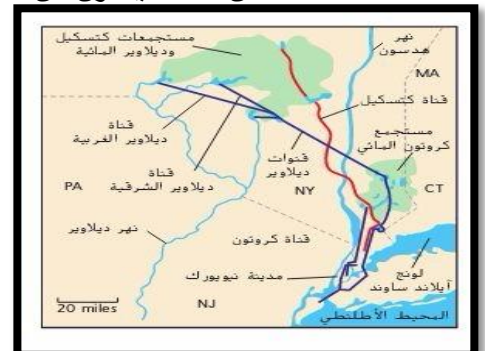 مستجمعات كتسكيل
وديلاوير المائية
نهر
هدسون
MA
قناة كتسكيل
مستجمع
كروتون المائي
قناة
ديلاوير الغربية
قنوات
ديلاوير
قناة
ديلاوير الشرقية
PA
NY
CT
نهر ديلاوير
قناة كروتون
لونج
آيلاند ساوند
مدينة نيويورك
20 miles
NJ
المحيط الأطلنطي